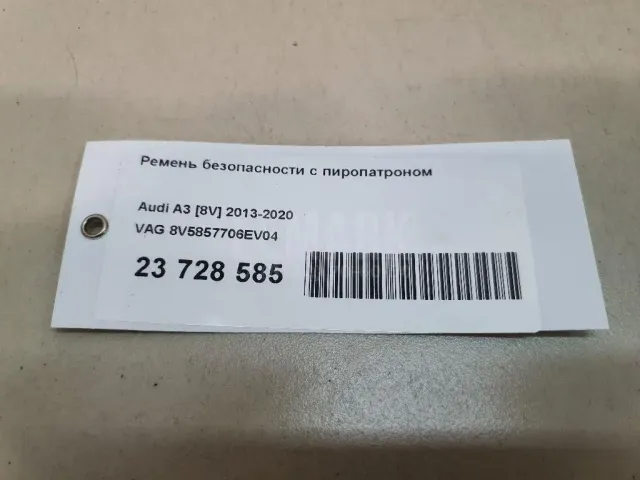 Ремень безопасности с пиропатроном
Audi A3 [8V] 2013-2020
VAG 8V5857706EV04
23 728 585